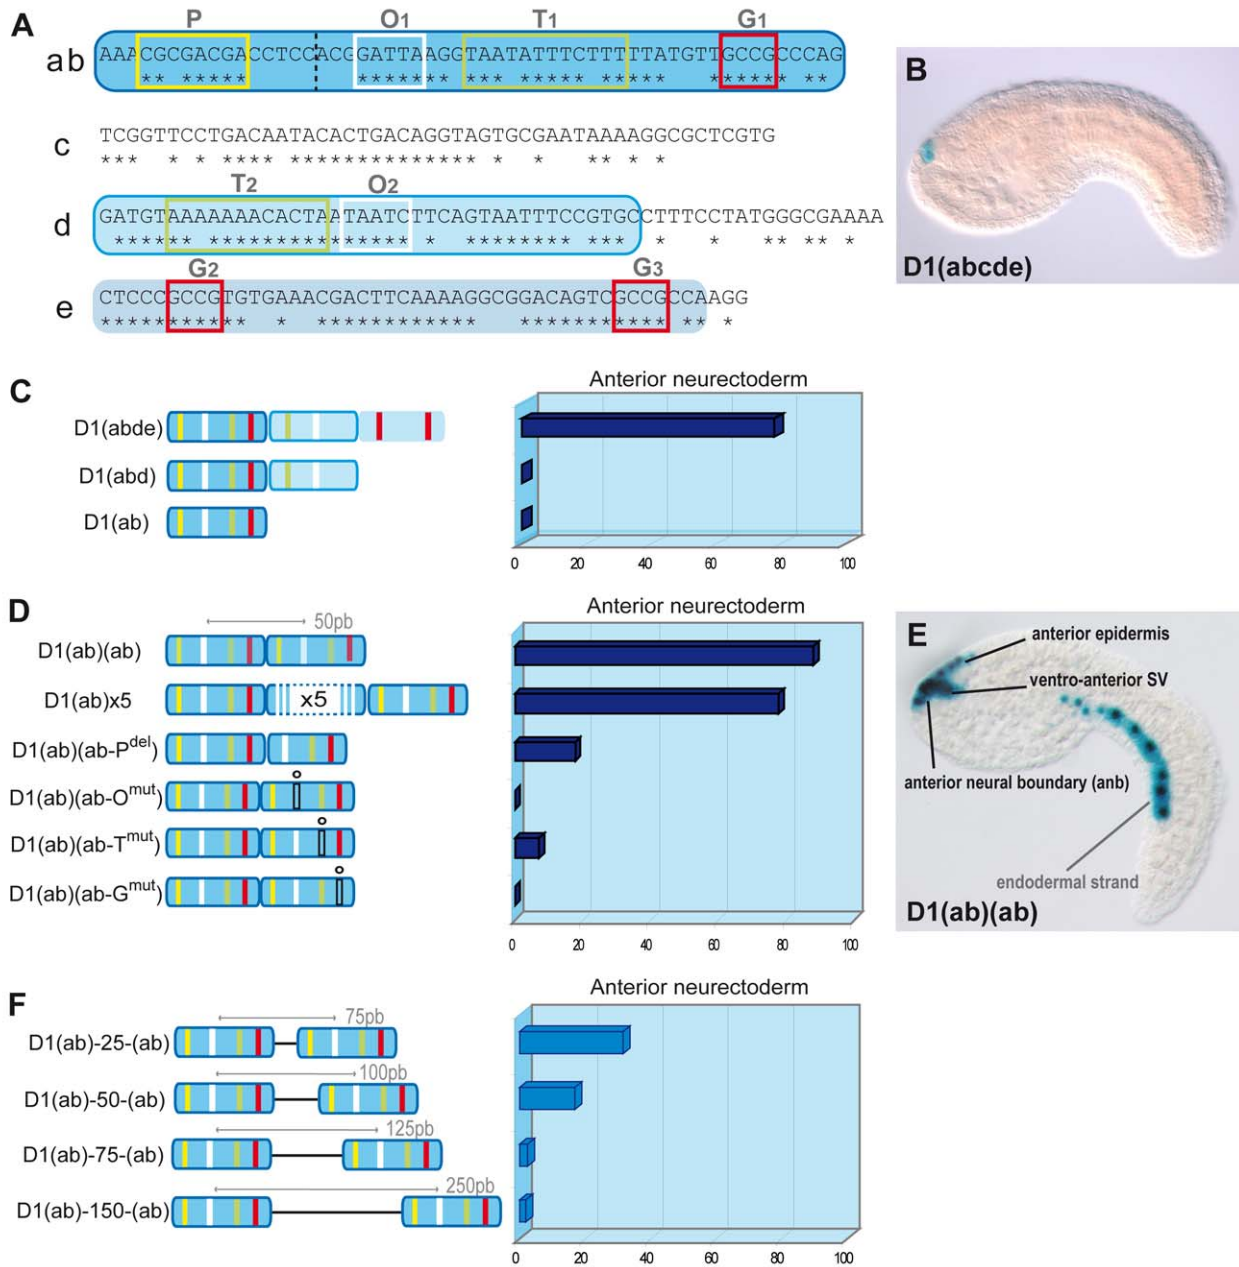 A
P O1 T1 G1
ab
AAACGCGACGACCTCCACGGATTAAGGTAATATTTCTTTTTATGTTGCCGCCCAG
** ***** ******* ************ ***** **
c
TCGGTTCCTGACAATACACTGACAGGTAGTGCGAATAAAAGGCGCTCGTG
*** * * **** ************** * * ** * *
T2 O2
d
GATGTAAAAAAACACTAATAATCTTCAGTAATTTCCGTGCCTTTCCTATGGGCGAAAA
****** *************** * ******** *** * * ** ** *
G2 G3
e
CTCCCGCCGTGTGAAACGACTTCAAAAGGCGGACAGTCGCCGCCAAGG
*********** * ************ *********** ** *
B
D1(abcde)
C
Anterior neurectoderm
D1(abde)
D1(abd)
D1(ab)
0 20 40 60 80 100
D
Anterior neurectoderm
50pb
D1(ab)(ab)
D1(ab)x5
x5
D1(ab)(ab-Pdel)
D1(ab)(ab-Omut)
D1(ab)(ab-Tmut)
D1(ab)(ab-Gmut)
0 20 40 60 80 100
E
anterior epidermis
ventro-anterior SV
anterior neural boundary (anb)
endodermal strand
D1(ab)(ab)
F
Anterior neurectoderm
75pb
D1(ab)-25-(ab)
100pb
D1(ab)-50-(ab)
125pb
D1(ab)-75-(ab)
250pb
D1(ab)-150-(ab)
0 20 40 60 80 100